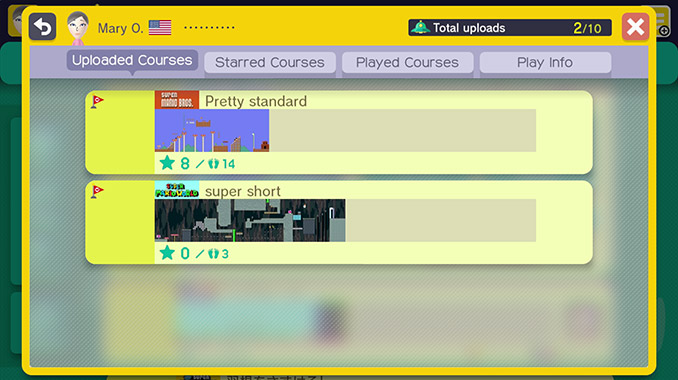 Mary O.
Total uploads 2/10
Uploaded Courses
Starred Courses
Played Courses
Play Info
SUPER
MARIO BROS.
Pretty standard
8 / 14
SUPER
MARIO WORLD
super short
0 / 3